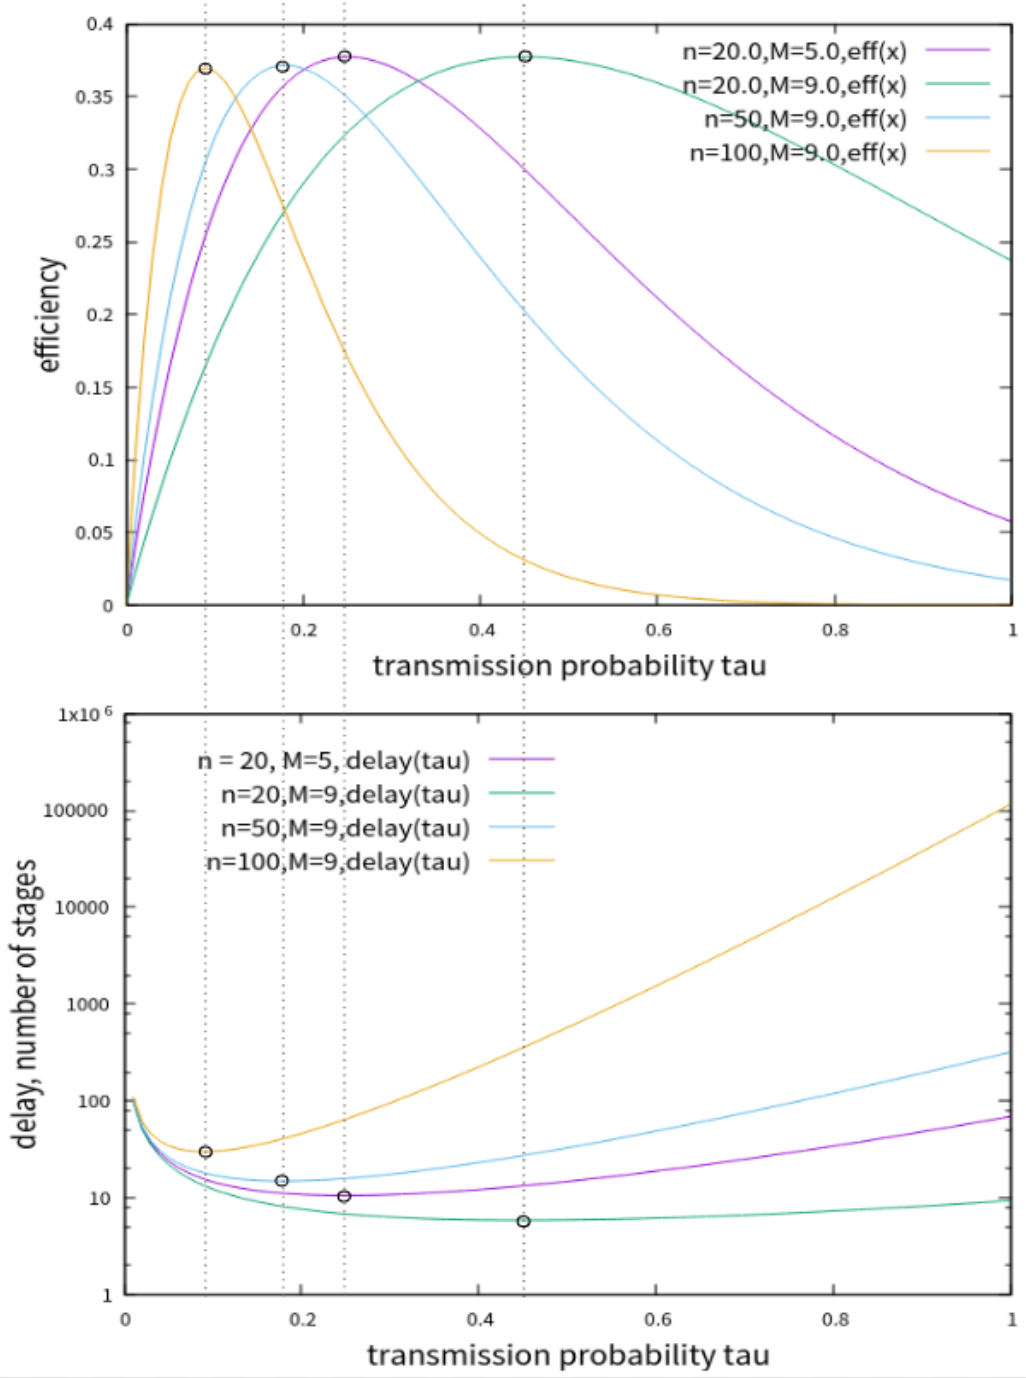 0.4
0.35
0.3
0.25
0.2
0.15
0.1
0.05
0
efficiency
n=20.0,M=5.0,eff(x)
n=20.0,M=9.0,eff(x)
n=50,M=9.0,eff(x)
n=100,M=9.0,eff(x)
0 0.2 0.4 0.6 0.8 1
transmission probability tau
1x10⁶
100000
10000
1000
100
10
1
delay, number of stages
n = 20, M=5, delay(tau)
n=20,M=9,delay(tau)
n=50,M=9,delay(tau)
n=100,M=9,delay(tau)
0 0.2 0.4 0.6 0.8 1
transmission probability tau